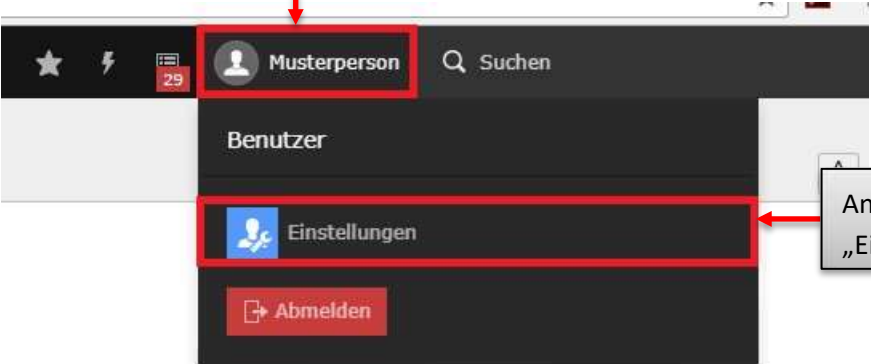 29
Musterperson
Suchen
Benutzer
Einstellungen
Abmelden